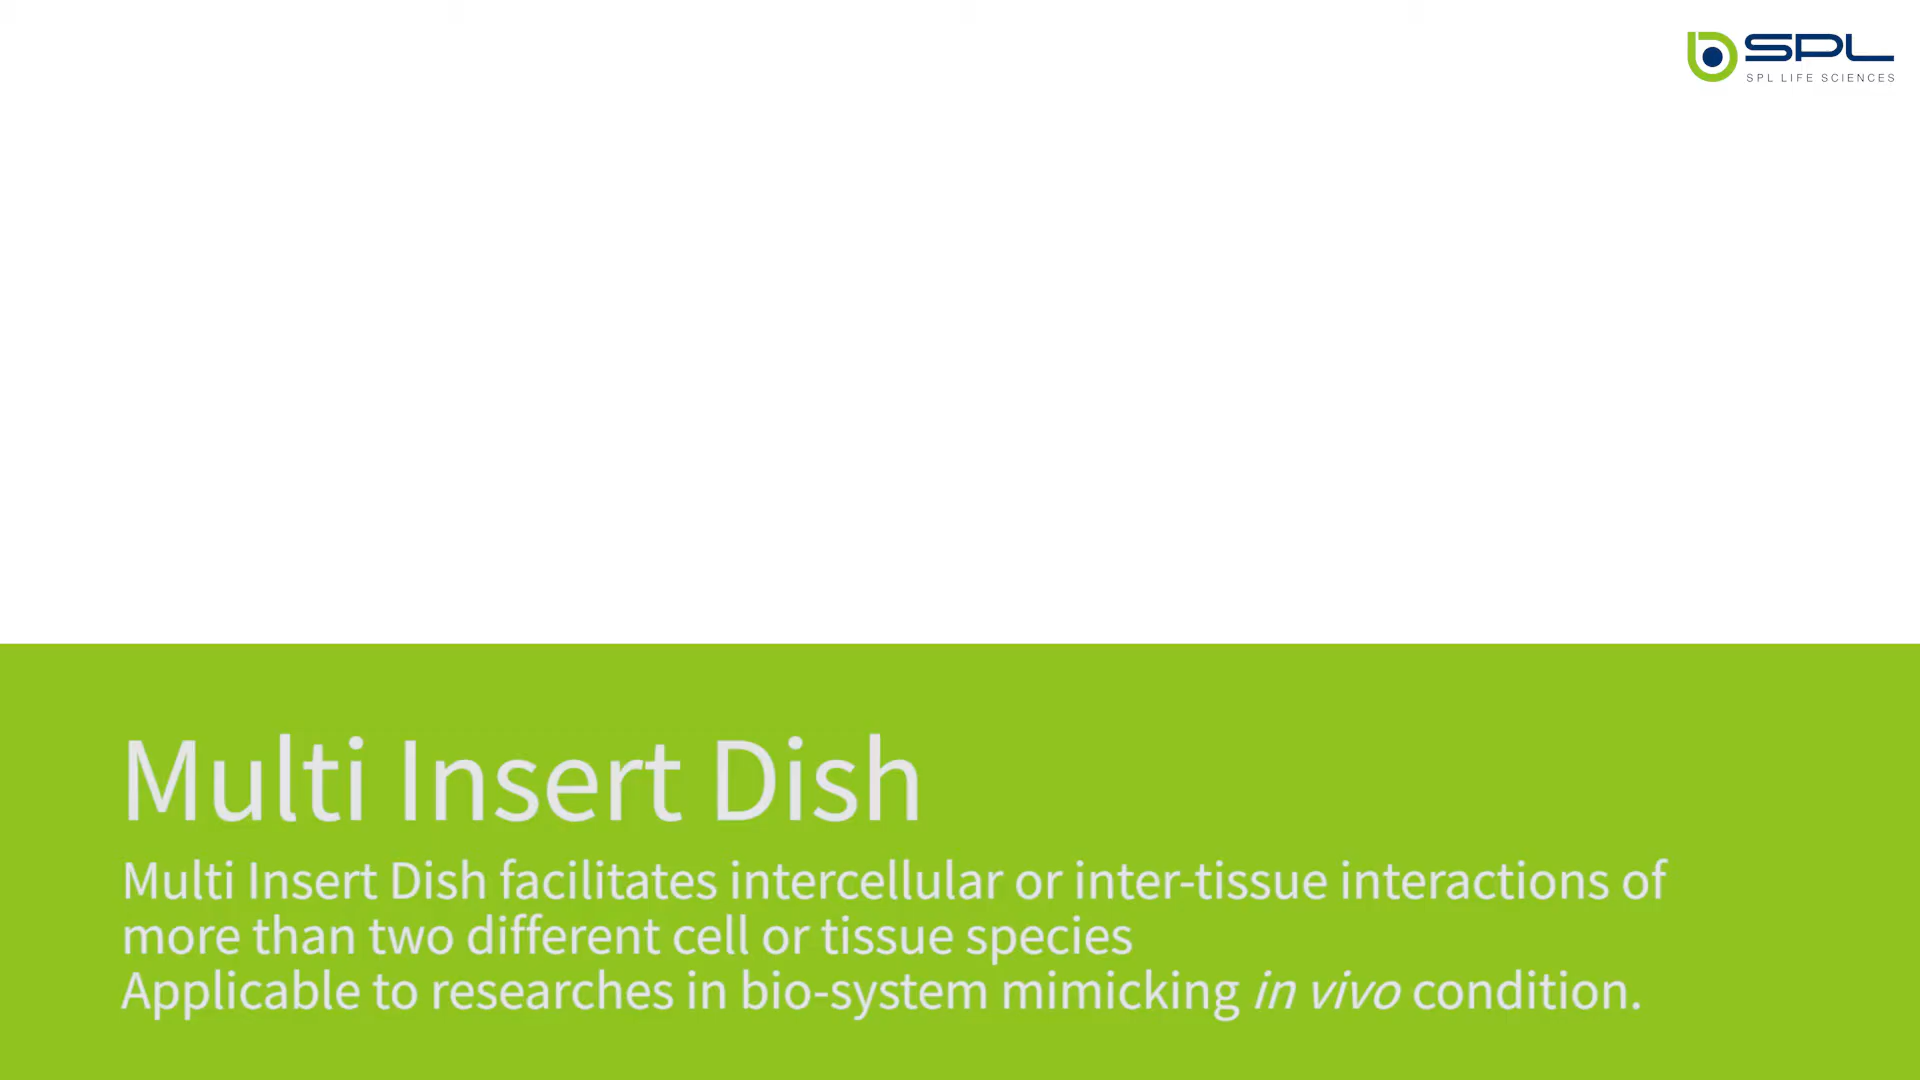 SPL
SPL LIFE SCIENCES
Multi Insert Dish
Multi Insert Dish facilitates intercellular or inter-tissue interactions of
more than two different cell or tissue species
Applicable to researches in bio-system mimicking in vivo condition.